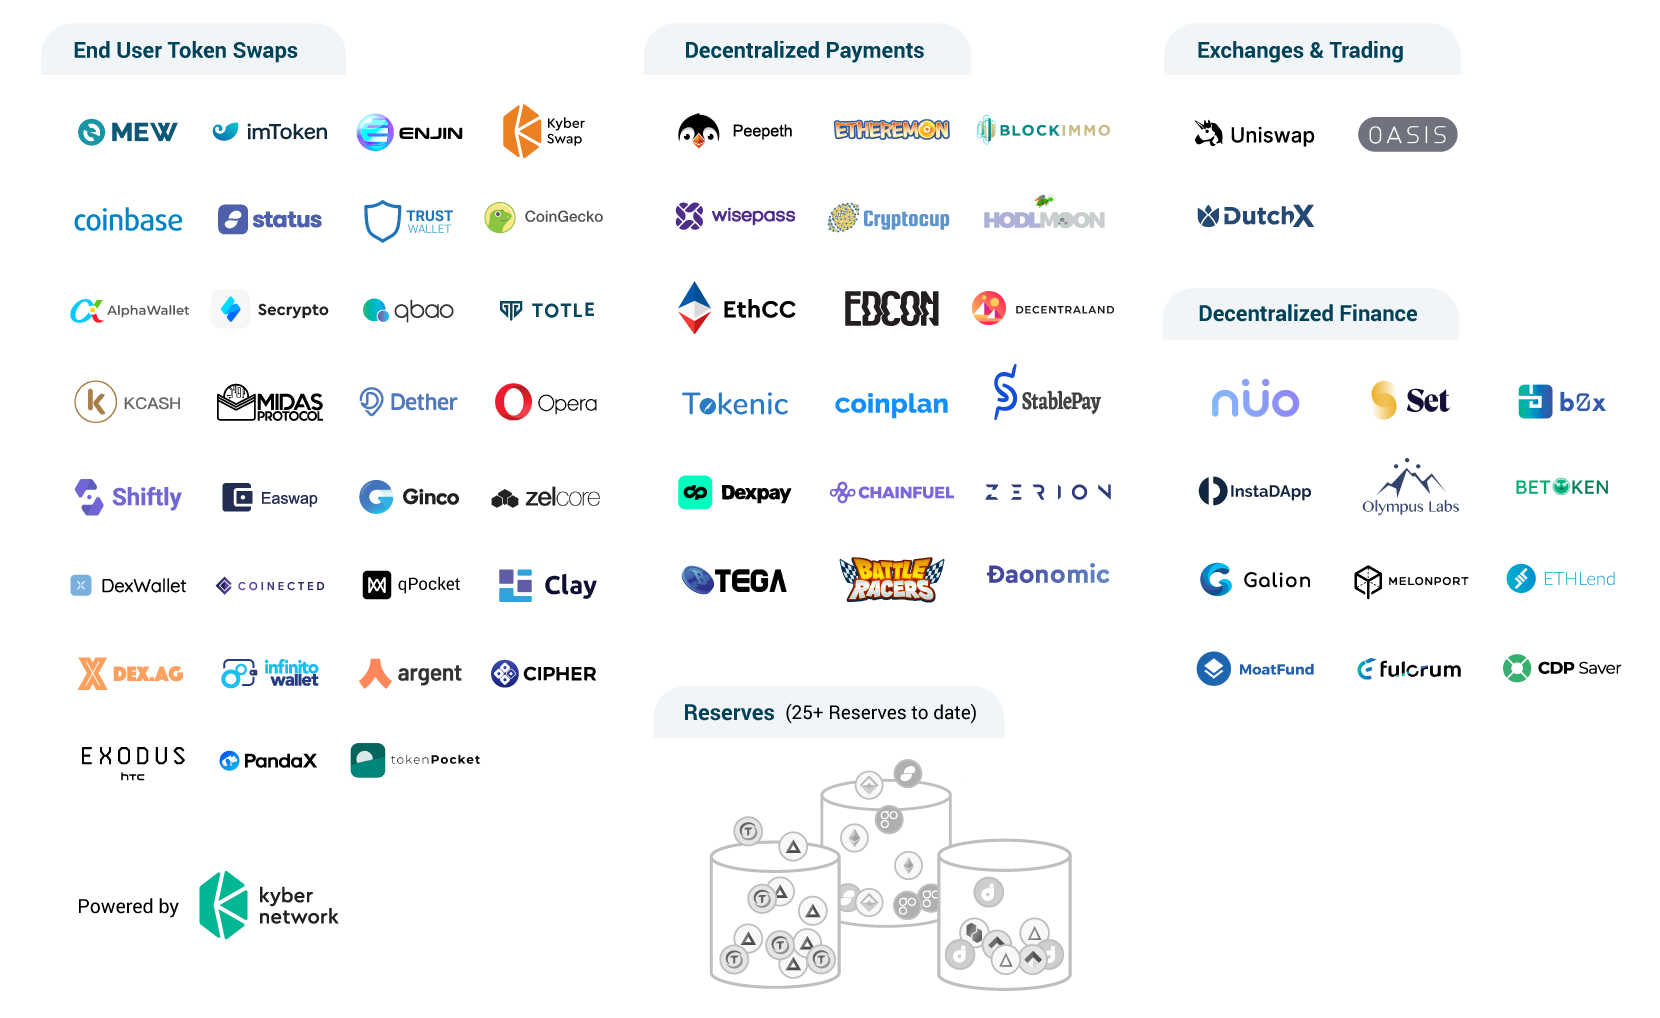 End User Token Swaps
MEW
imToken
ENJIN
Kyber
Swap
coinbase
status
TRUST
WALLET
CoinGecko
AlphaWallet
Secrypto
qbao
TOTLE
KCASH
MIDAS
PROTOCOL
Dether
Opera
Shiftly
Easwap
Ginco
zelcore
DexWallet
COINECTED
qPocket
Clay
DEX.AG
infinito
wallet
argent
CIPHER
EXODUS
hTC
PandaX
tokenPocket
Powered by
kyber
network
Decentralized Payments
Peepeth
ETHEREMON
BLOCKIMMO
wisepass
Cryptocup
HODLMOON
EthCC
EDCON
DECENTRALAND
Tokenic
coinplan
StablePay
Dexpay
CHAINFUEL
ZERION
TEGA
BATTLE
RACERS
Đaonomic
Reserves (25+ Reserves to date)
Exchanges & Trading
Uniswap
OASIS
DutchX
Decentralized Finance
nüo
Set
b0x
InstaDApp
Olympus Labs
BETOKEN
Galion
MELONPORT
ETHLend
MoatFund
fulcrum
CDP Saver